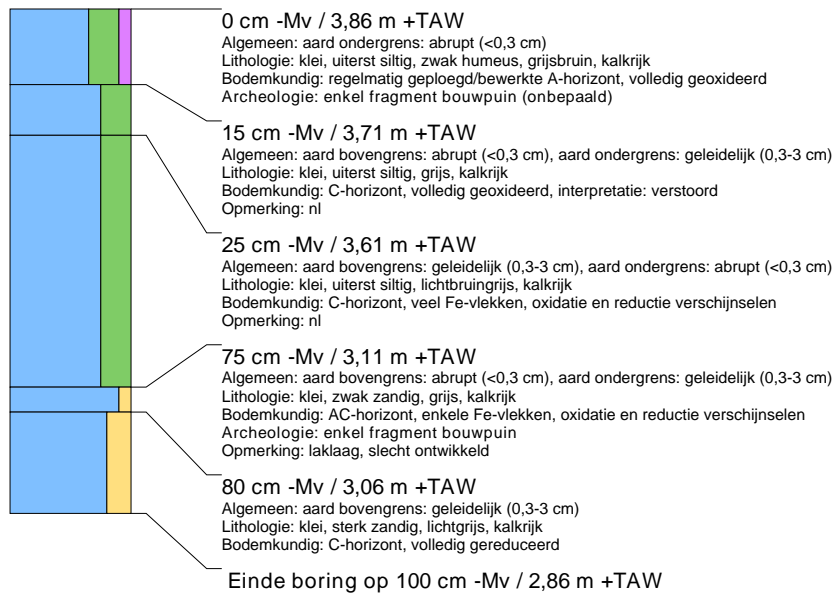 0 cm -Mv / 3,86 m +TAW
Algemeen: aard ondergrens: abrupt (<0,3 cm)
Lithologie: klei, uiterst siltig, zwak humeus, grijsbruin, kalkrijk
Bodemkundig: regelmatig geploegd/bewerkte A-horizont, volledig geoxideerd
Archeologie: enkel fragment bouwpuin (onbepaald)
15 cm -Mv / 3,71 m +TAW
Algemeen: aard bovengrens: abrupt (<0,3 cm), aard ondergrens: geleidelijk (0,3-3 cm)
Lithologie: klei, uiterst siltig, grijs, kalkrijk
Bodemkundig: C-horizont, volledig geoxideerd, interpretatie: verstoord
Opmerking: nl
25 cm -Mv / 3,61 m +TAW
Algemeen: aard bovengrens: geleidelijk (0,3-3 cm), aard ondergrens: abrupt (<0,3 cm)
Lithologie: klei, uiterst siltig, lichtbruingrijs, kalkrijk
Bodemkundig: C-horizont, veel Fe-vlekken, oxidatie en reductie verschijnselen
Opmerking: nl
75 cm -Mv / 3,11 m +TAW
Algemeen: aard bovengrens: abrupt (<0,3 cm), aard ondergrens: geleidelijk (0,3-3 cm)
Lithologie: klei, zwak zandig, grijs, kalkrijk
Bodemkundig: AC-horizont, enkele Fe-vlekken, oxidatie en reductie verschijnselen
Archeologie: enkel fragment bouwpuin
Opmerking: laklaag, slecht ontwikkeld
80 cm -Mv / 3,06 m +TAW
Algemeen: aard bovengrens: geleidelijk (0,3-3 cm)
Lithologie: klei, sterk zandig, lichtgrijs, kalkrijk
Bodemkundig: C-horizont, volledig gereduceerd
Einde boring op 100 cm -Mv / 2,86 m +TAW